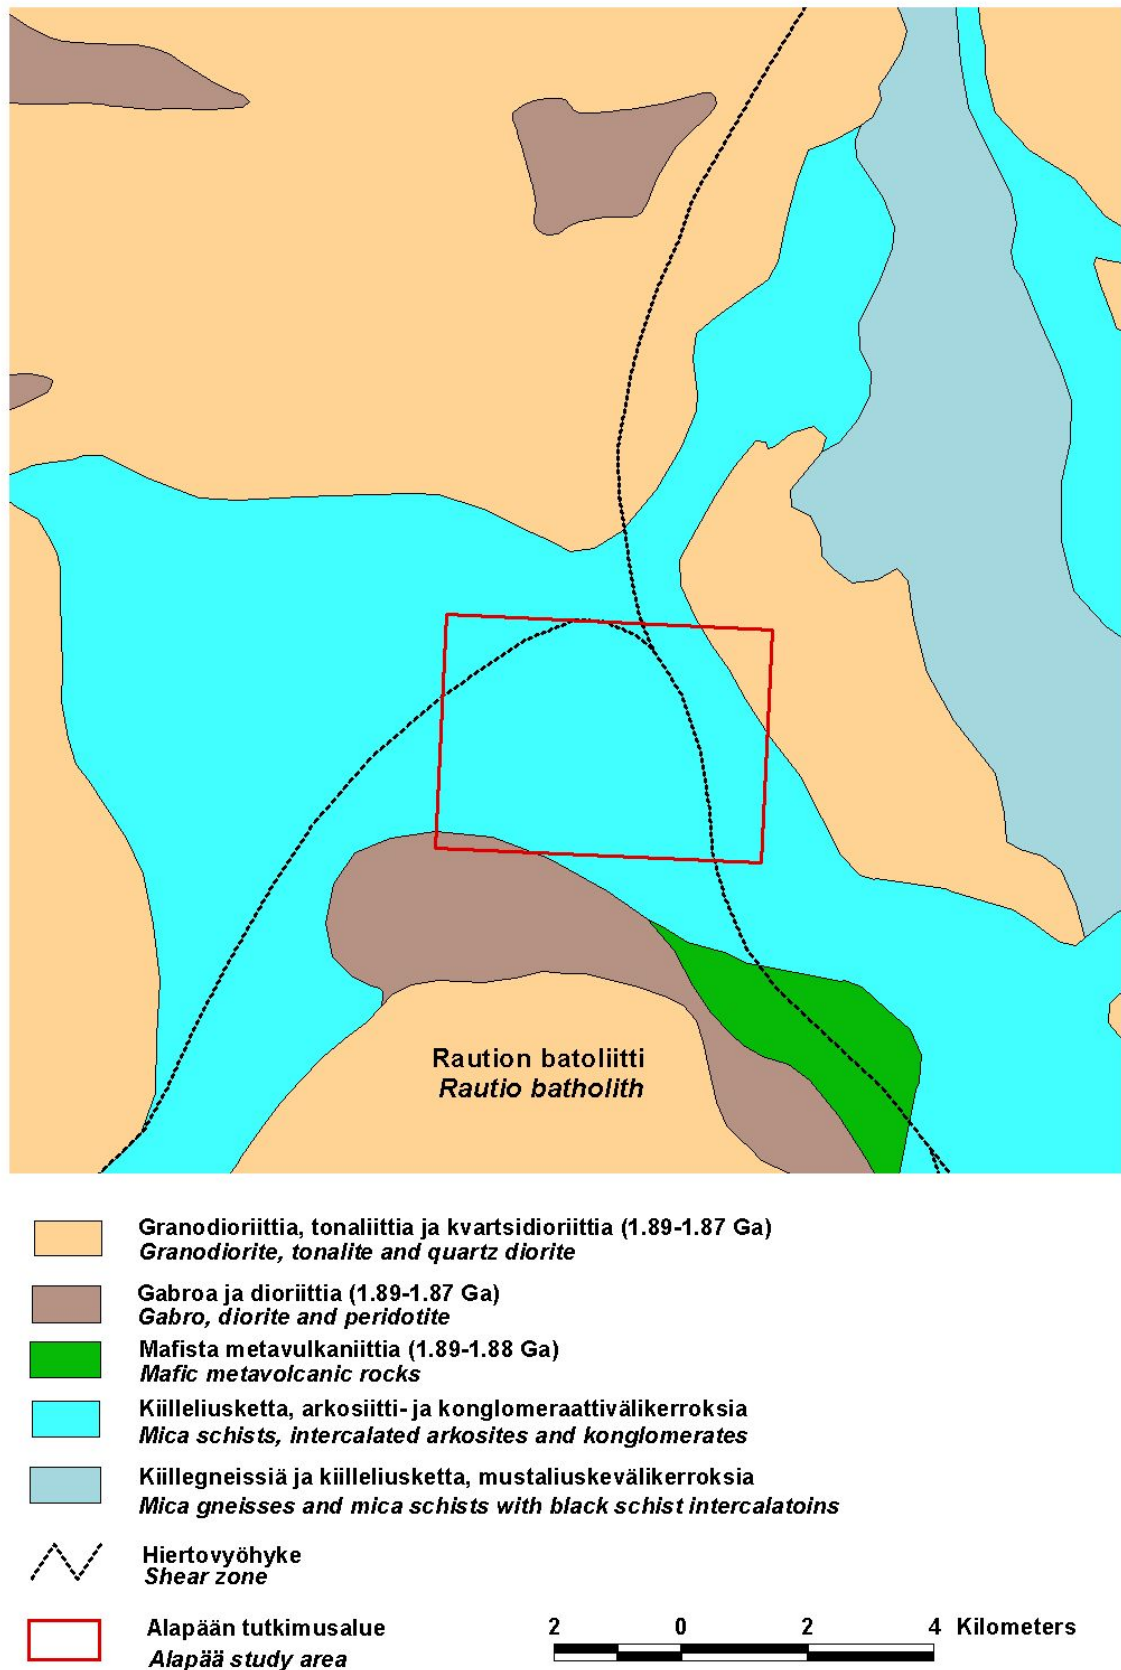 Raution batoliitti
Rautio batholith
Granodioriittia, tonaliittia ja kvartsidioriittia (1.89-1.87 Ga)
Granodiorite, tonalite and quartz diorite
Gabroa ja dioriittia (1.89-1.87 Ga)
Gabro, diorite and peridotite
Mafista metavulkaniittia (1.89-1.88 Ga)
Mafic metavolcanic rocks
Kiilleliusketta, arkosiitti- ja konglomeraattivälikerroksia
Mica schists, intercalated arkosites and konglomerates
Kiillegneissiä ja kiilleliusketta, mustaliuskevälikerroksia
Mica gneisses and mica schists with black schist intercalatoins
Hiertovyöhyke
Shear zone
Alapään tutkimusalue
Alapää study area
2 0 2 4 Kilometers